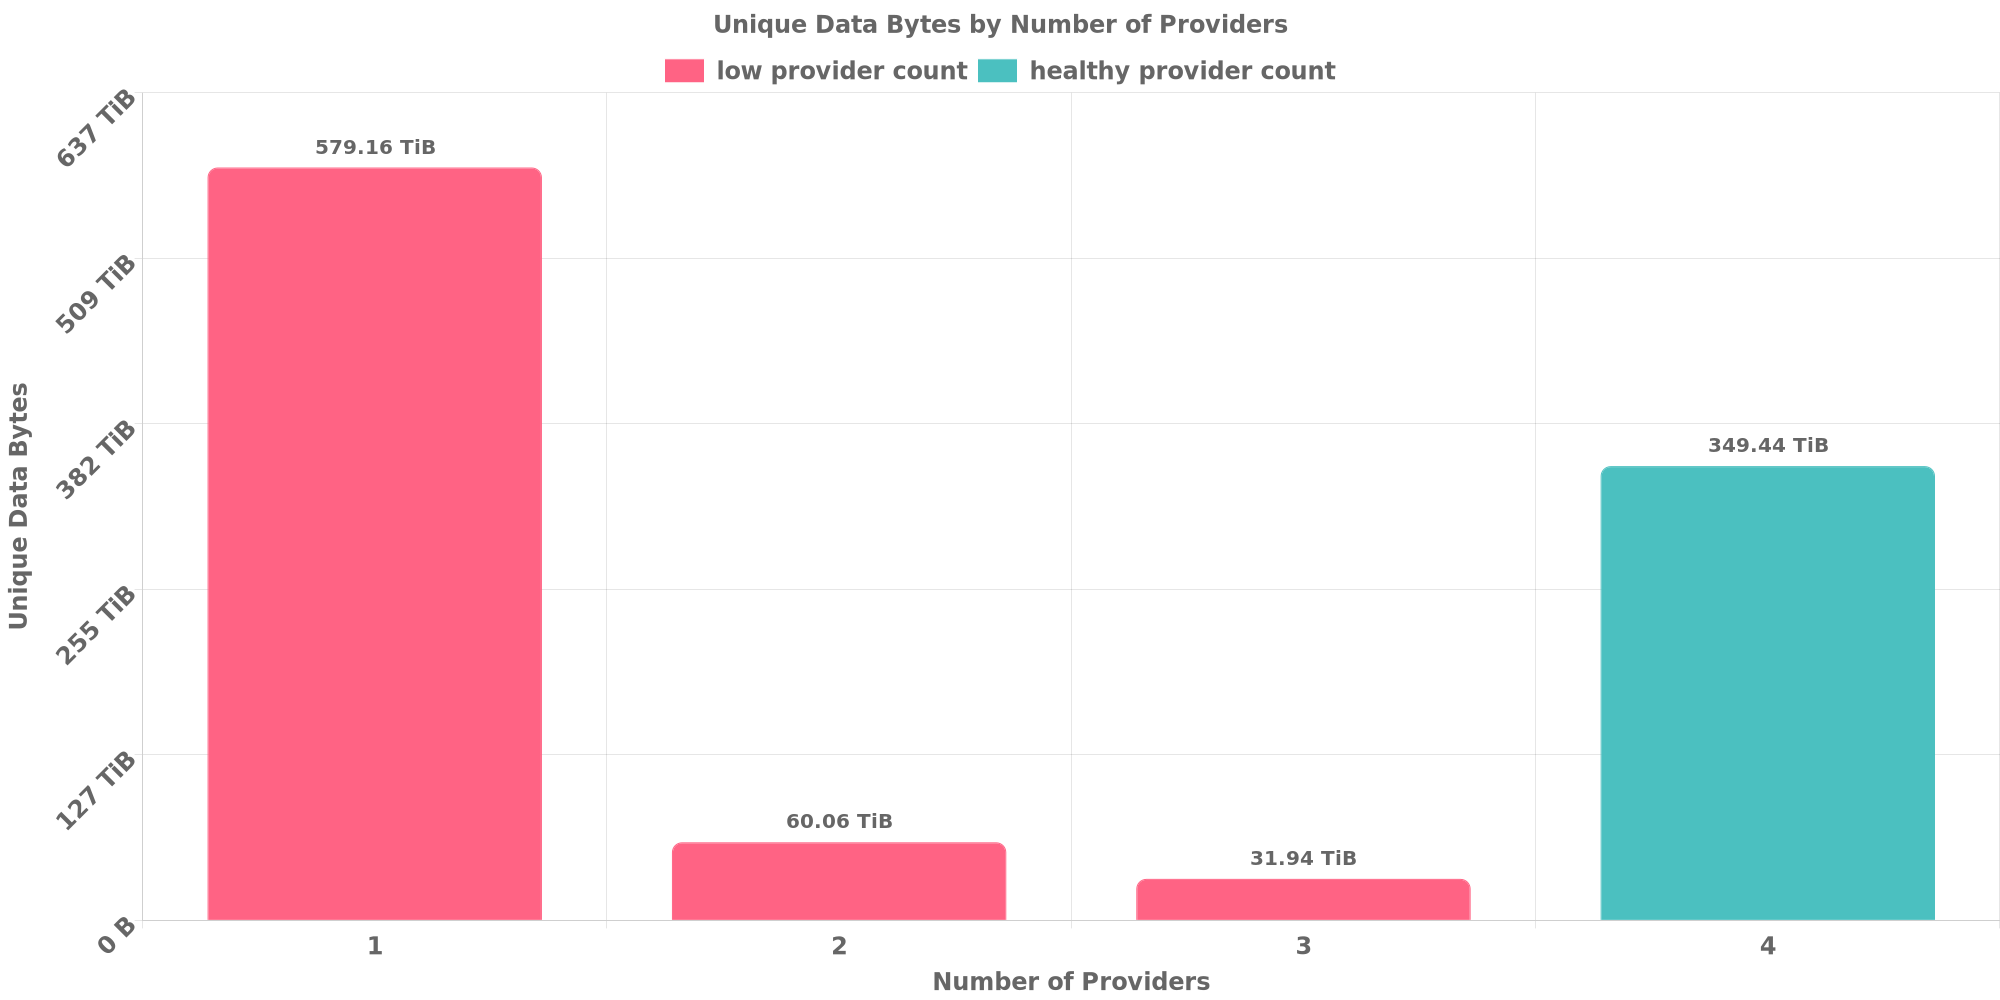 Unique Data Bytes by Number of Providers
low provider count healthy provider count
637 TiB
509 TiB
382 TiB
255 TiB
127 TiB
0 B
Unique Data Bytes
579.16 TiB
60.06 TiB
31.94 TiB
349.44 TiB
1 2 3 4
Number of Providers